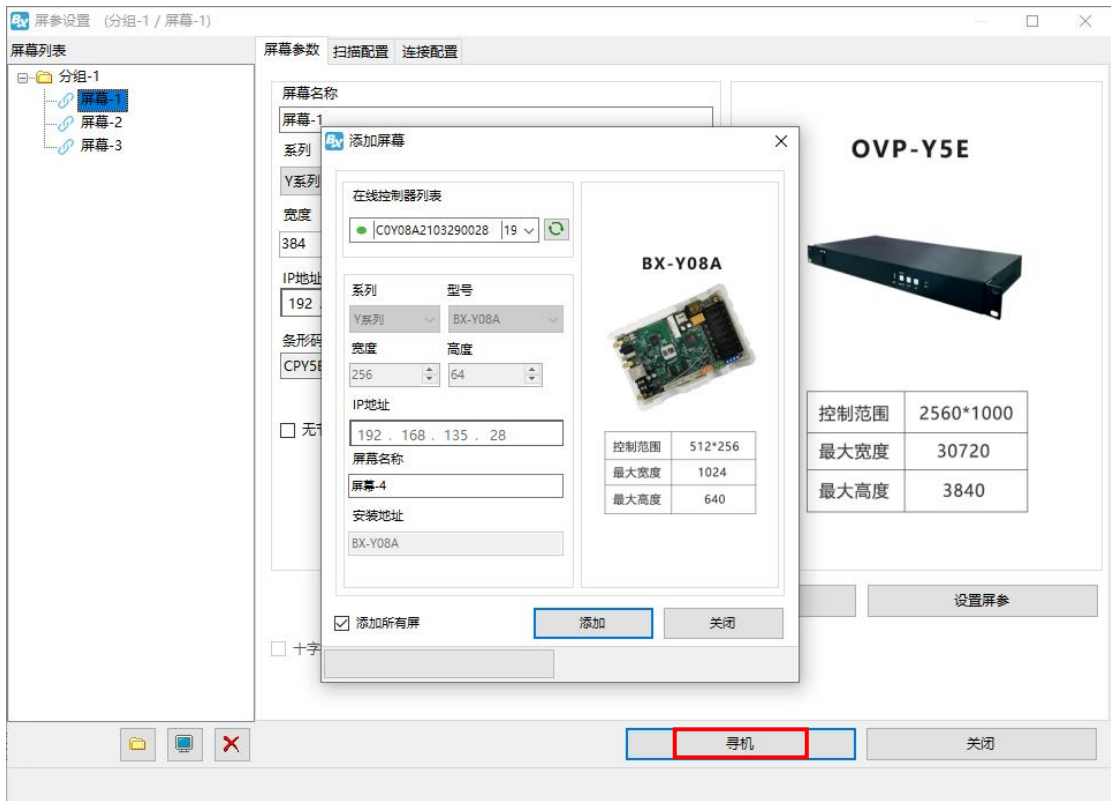 BX 屏参设置 (分组-1 / 屏幕-1)
屏幕列表
分组-1
屏幕-1
屏幕-2
屏幕-3
屏幕参数 扫描配置 连接配置
屏幕名称
屏幕-1
系列
Y系列
宽度
384
IP地址
192 .
条形码
CPY5E
无节
十字
OVP-Y5E
控制范围 2560*1000
最大宽度 30720
最大高度 3840
设置屏参
BX 添加屏幕
在线控制器列表
C0Y08A2103290028 19
系列 型号
Y系列 BX-Y08A
宽度 高度
256 64
IP地址
192 . 168 . 135 . 28
屏幕名称
屏幕-4
安装地址
BX-Y08A
BX-Y08A
控制范围 512*256
最大宽度 1024
最大高度 640
添加所有屏 添加 关闭
寻机 关闭